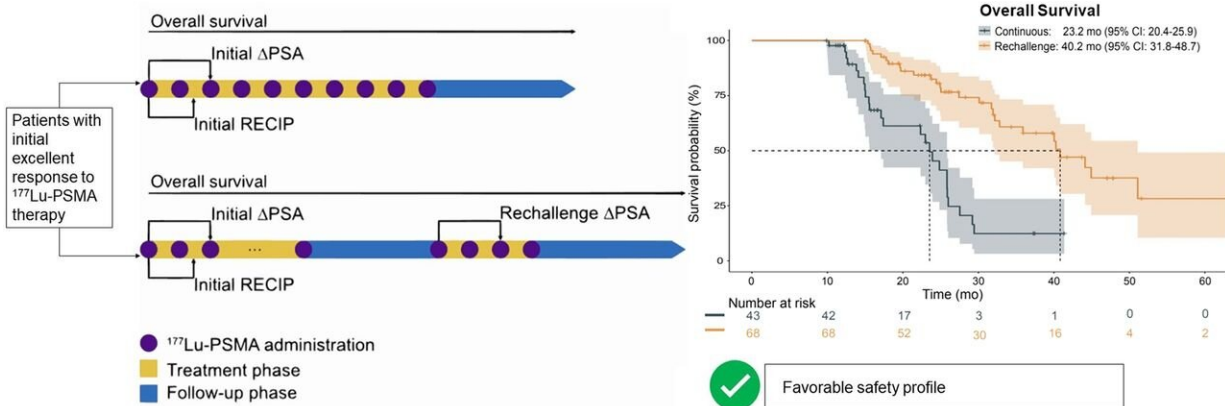 Overall survival
Initial ΔPSA
Initial RECIP
Patients with
initial
excellent
response to
¹⁷⁷Lu-PSMA
therapy
Overall survival
Initial ΔPSA
Rechallenge ΔPSA
...
Initial RECIP
¹⁷⁷Lu-PSMA administration
Treatment phase
Follow-up phase
Overall Survival
Continuous: 23.2 mo (95% CI: 20.4-25.9)
Rechallenge: 40.2 mo (95% CI: 31.8-48.7)
Survival probability (%)
100
75
50
25
0
0 10 20 30 40 50 60
Time (mo)
Number at risk
43 42 17 3 1 0 0
68 68 52 30 16 4 2
Favorable safety profile